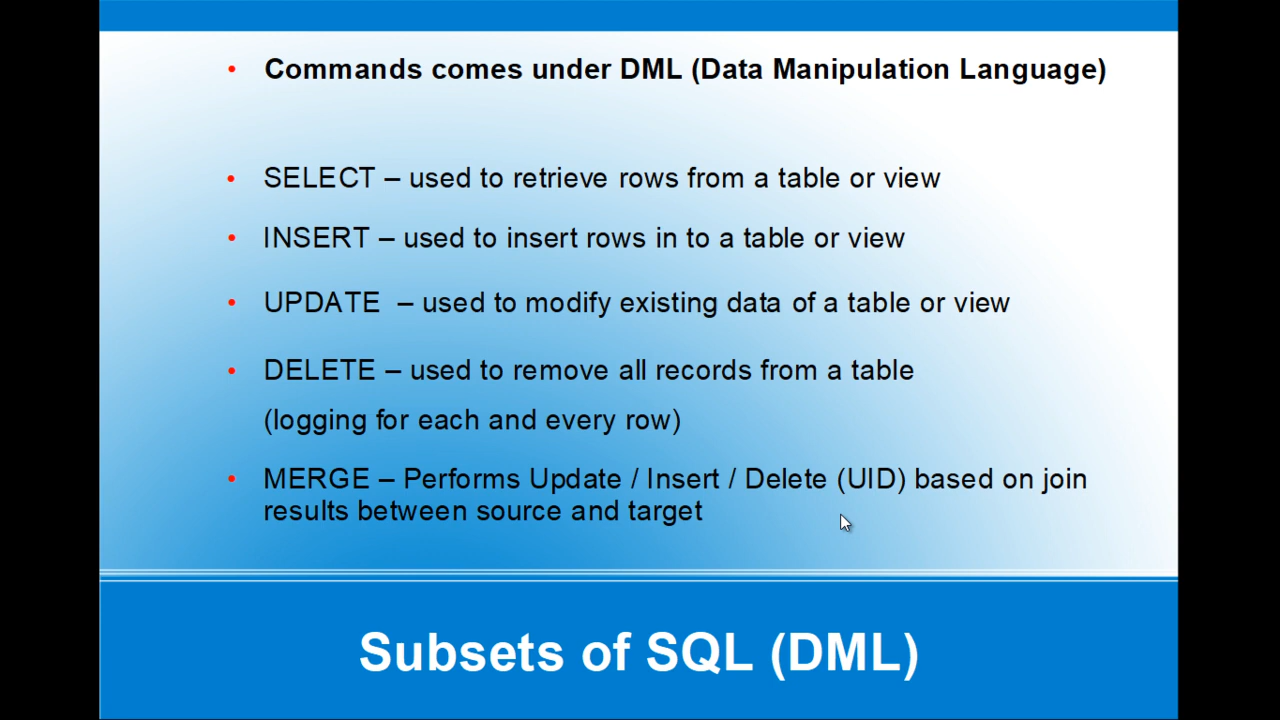 • Commands comes under DML (Data Manipulation Language)
• SELECT – used to retrieve rows from a table or view
• INSERT – used to insert rows in to a table or view
• UPDATE – used to modify existing data of a table or view
• DELETE – used to remove all records from a table
(logging for each and every row)
• MERGE – Performs Update / Insert / Delete (UID) based on join
results between source and target
Subsets of SQL (DML)